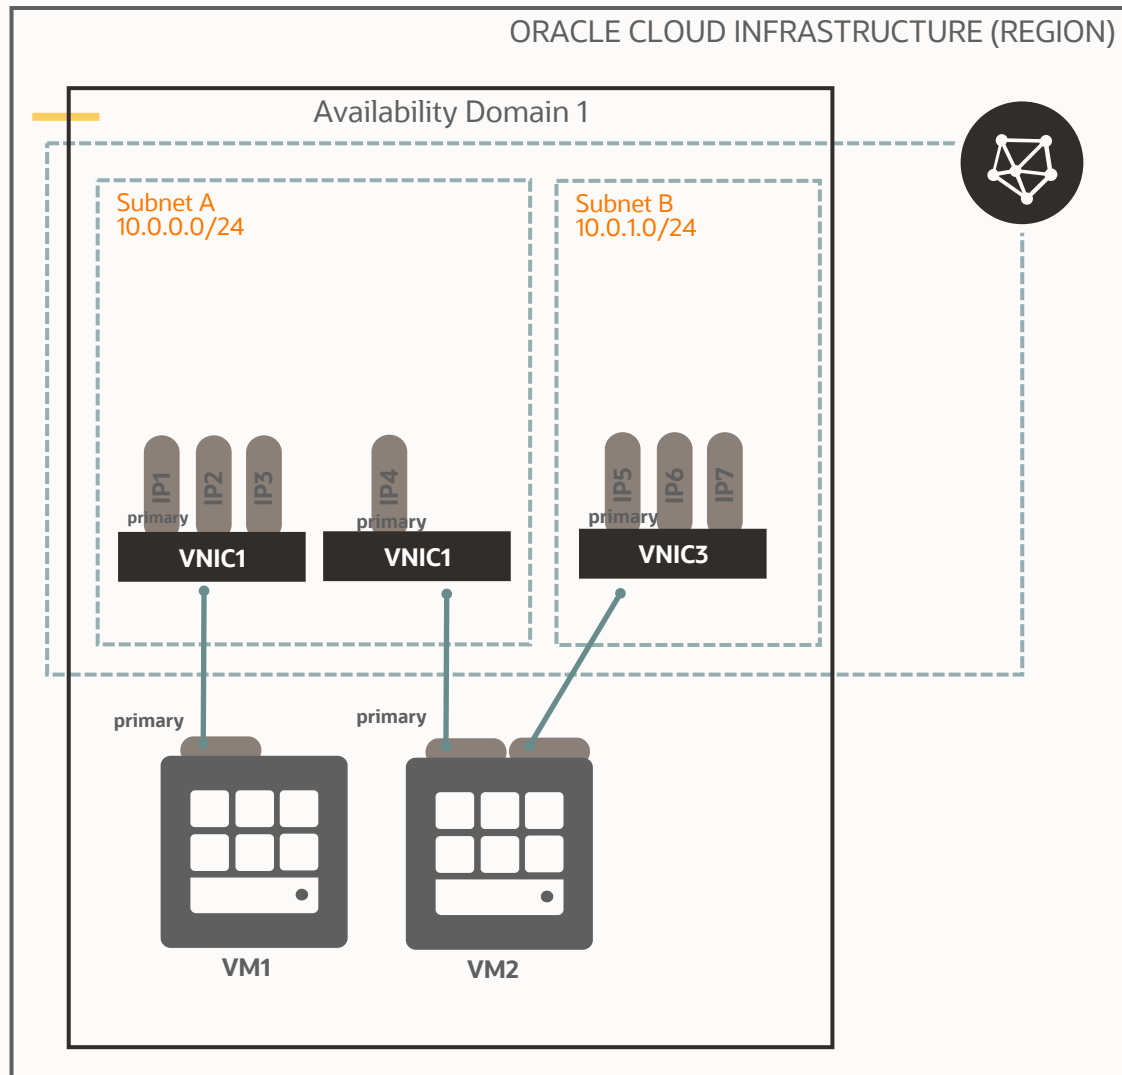 ORACLE CLOUD INFRASTRUCTURE (REGION)
Availability Domain 1
Subnet A
10.0.0.0/24
Subnet B
10.0.1.0/24
IP1
IP2
IP3
IP4
IP5
IP6
IP7
primary
primary
primary
VNIC1
VNIC1
VNIC3
primary
primary
VM1
VM2